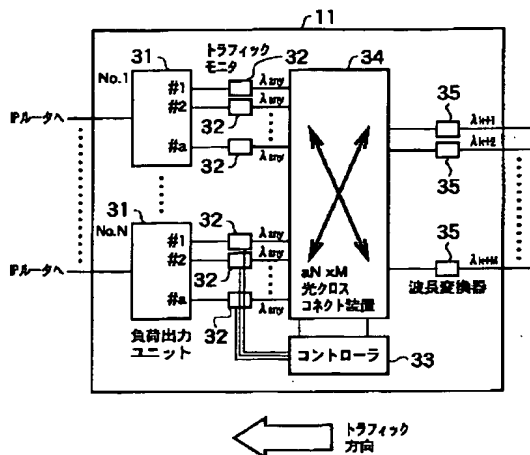 11
31
No.1
#1
#2
#a
IPルータへ
トラフィック
モニタ
32
32
32
λany
λany
λany
34
35
λk+1
λk+2
35
31
No.N
#1
#2
#a
IPルータへ
32
32
32
λany
λany
λany
aN×M
光クロス
コネクト装置
35
λk+M
波長変換器
負荷出力
ユニット
コントローラ
33
トラフィック
方向